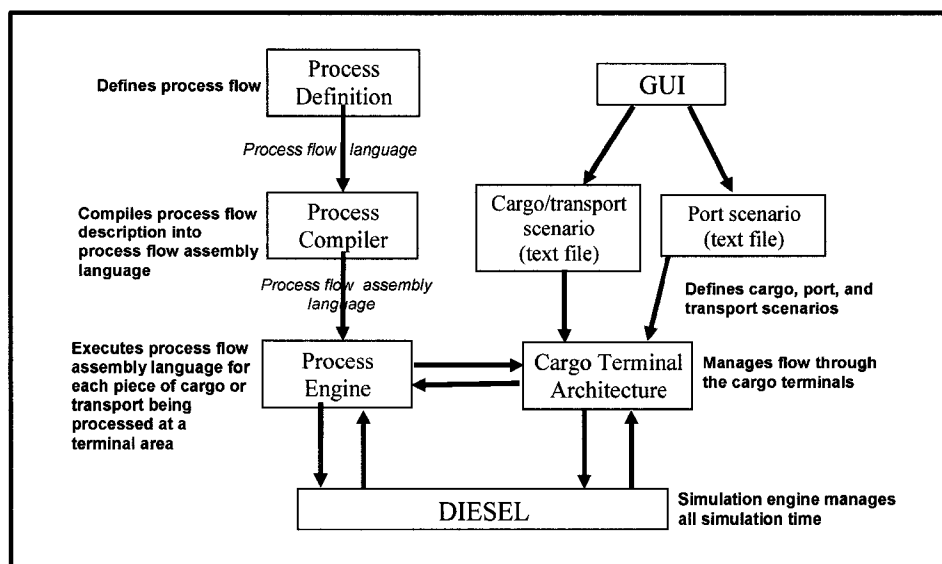 Defines process flow
Process
Definition
GUI
Process flow language
Compiles process flow
description into
process flow assembly
language
Process
Compiler
Cargo/transport
scenario
(text file)
Port scenario
(text file)
Process flow assembly
language
Defines cargo, port, and
transport scenarios
Executes process flow
assembly language for
each piece of cargo or
transport being
processed at a
terminal area
Process
Engine
Cargo Terminal
Architecture
Manages flow through
the cargo terminals
DIESEL
Simulation engine manages
all simulation time